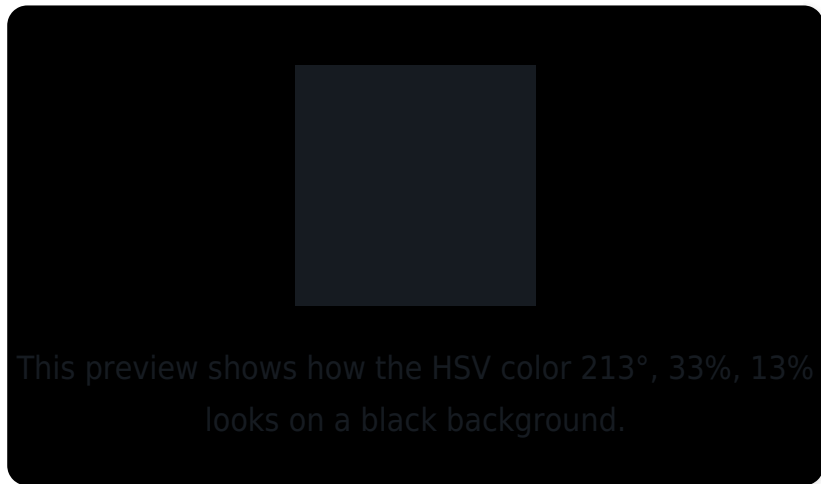 This preview shows how the HSV color 213°, 33%, 13%
looks on a black background.